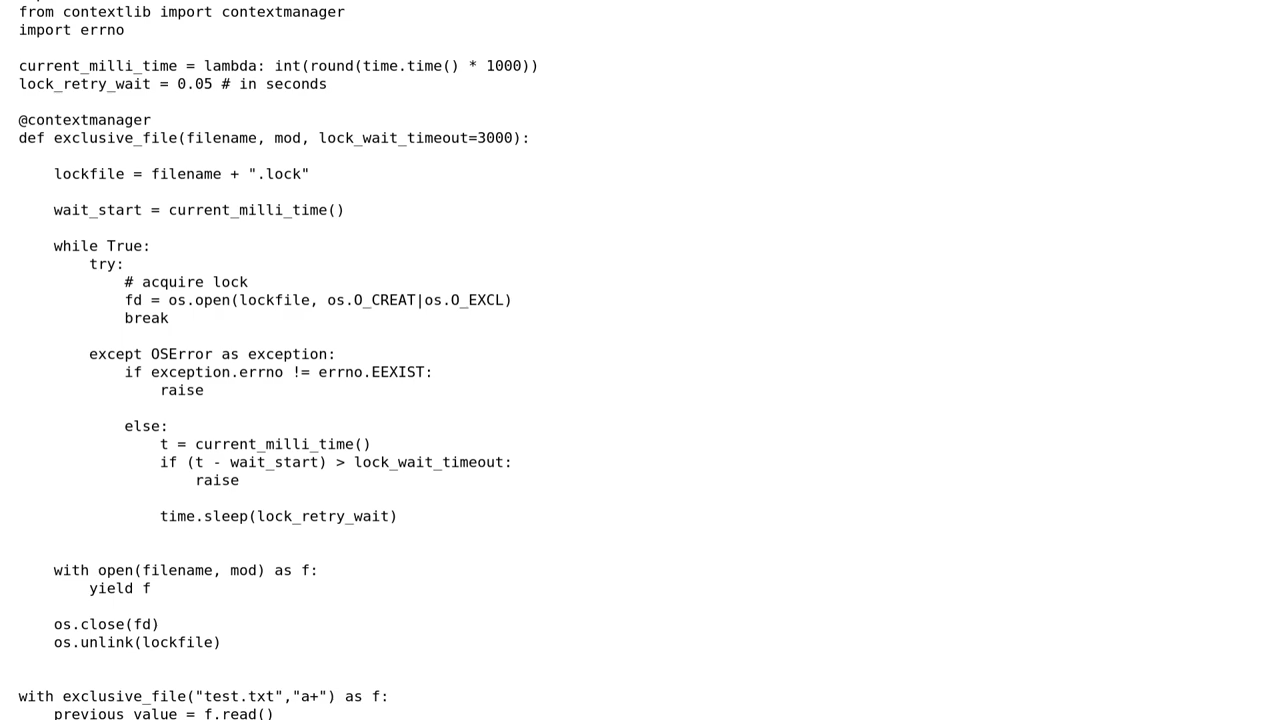 from contextlib import contextmanager
import errno

current_milli_time = lambda: int(round(time.time() * 1000))
lock_retry_wait = 0.05 # in seconds

@contextmanager
def exclusive_file(filename, mod, lock_wait_timeout=3000):

    lockfile = filename + ".lock"

    wait_start = current_milli_time()

    while True:
        try:
            # acquire lock
            fd = os.open(lockfile, os.O_CREAT|os.O_EXCL)
            break

        except OSError as exception:
            if exception.errno != errno.EEXIST:
                raise

            else:
                t = current_milli_time()
                if (t - wait_start) > lock_wait_timeout:
                    raise

                time.sleep(lock_retry_wait)


    with open(filename, mod) as f:
        yield f

    os.close(fd)
    os.unlink(lockfile)


with exclusive_file("test.txt","a+") as f:
    previous_value = f.read()